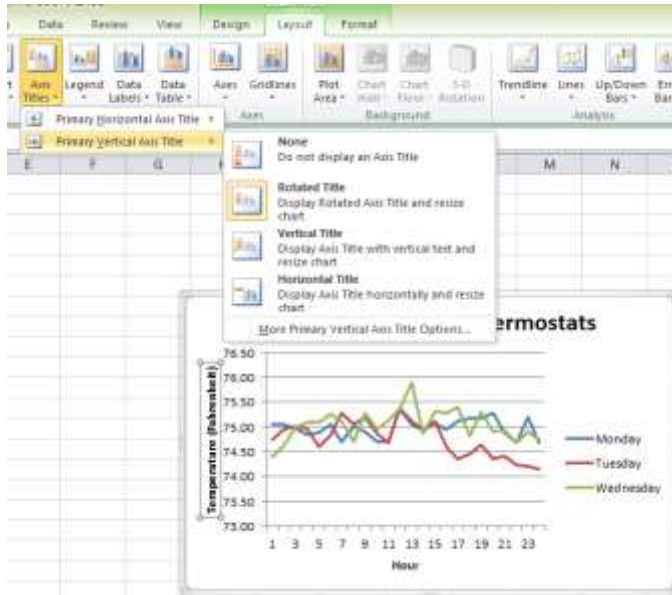 Data Review View Design Layout Format
Axis Titles Legend Data Labels Data Table Axes Gridlines Plot Area Chart Wall Chart Floor 3-D Rotation Trendline Lines Up/Down Bars
Axes Background Analysis
Primary Horizontal Axis Title
Primary Vertical Axis Title
None
Do not display an Axis Title
Rotated Title
Display Rotated Axis Title and resize
chart
Vertical Title
Display Axis Title with vertical text and
resize chart
Horizontal Title
Display Axis Title horizontally and resize
chart
More Primary Vertical Axis Title Options...
E F G M N
ermostats
Temperature (Fahrenheit)
76.50
76.00
75.50
75.00
74.50
74.00
73.50
73.00
1 3 5 7 9 11 13 15 17 19 21 23
Hour
Monday
Tuesday
Wednesday